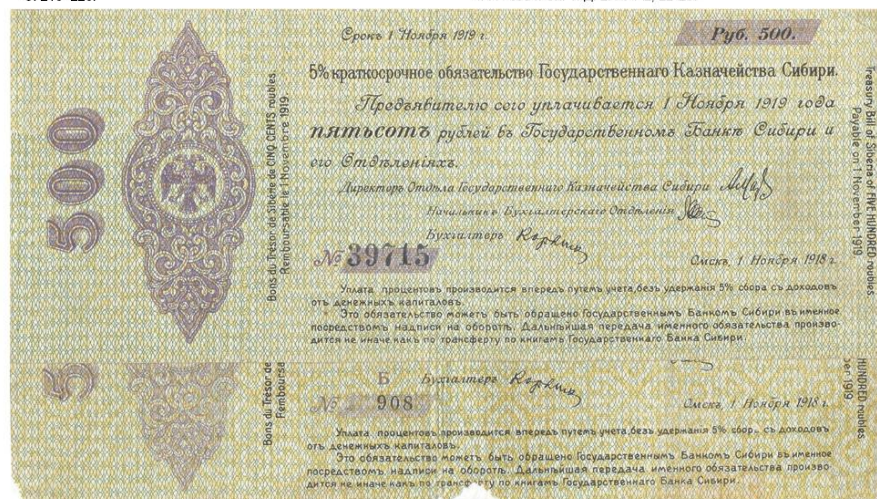 Срокъ 1 Ноября 1919 г.
Руб. 500.
5% краткосрочное обязательство Государственнаго Казначейства Сибири.
Предъявителю сего уплачивается 1 Ноября 1919 года
пятьсотъ рублей въ Государственномъ Банкѣ Сибири и
его Отдѣленіяхъ.
Директоръ Отдѣла Государственнаго Казначейства Сибири
Начальникъ Бухгалтерскаго Отдѣленія
Бухгалтеръ
№ 39715
Омскъ, 1 Ноября 1918 г.
Уплата процентовъ производится впередъ путемъ учета, безъ удержанія 5% сбора съ доходовъ
отъ денежныхъ капиталовъ.
Это обязательство можетъ быть обращено Государственнымъ Банкомъ Сибири въ именное
посредствомъ надписи на оборотѣ. Дальнѣйшая передача именного обязательства произво-
дится не иначе какъ по трансферту по книгамъ Государственнаго Банка Сибири.
500
Bons du Trésor de Sibérie de CINQ CENTS roubles.
Remboursable le 1 Novembre 1919.
Treasury Bill of Siberia of FIVE HUNDRED roubles
Payable on 1 November 1919
5
Bons du Trésor de
Remboursa
Б
Бухгалтеръ
№ 908
Омскъ, 1 Ноября 1918 г.
Уплата процентовъ производится впередъ путемъ учета, безъ удержанія 5% сбор. съ доходовъ
отъ денежныхъ капиталовъ.
Это обязательство можетъ быть обращено Государственнымъ Банкомъ Сибири въ именное
посредствомъ надписи на оборотѣ. Дальнѣйшая передача именного обязательства произво-
дится не иначе какъ по трансферту по книгамъ Государственнаго Банка Сибири.
HUNDRED roubles
ber 1919